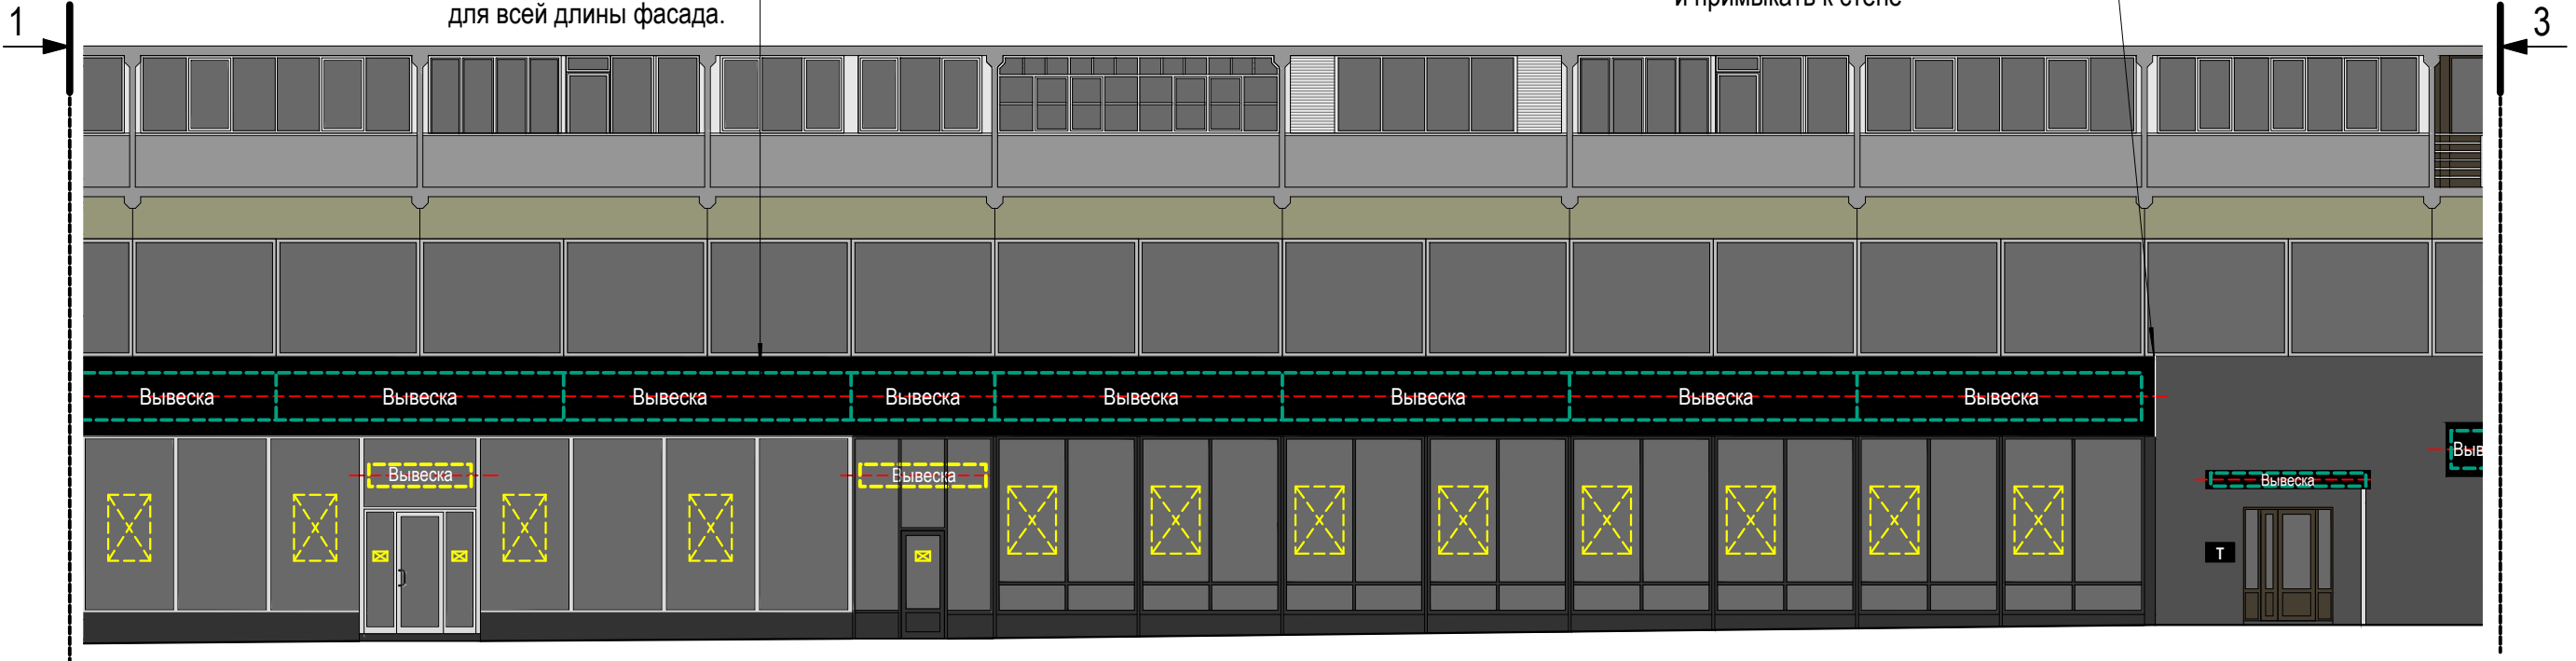 для всей длины фасада.
и примыкать к стене
1
3
Вывеска
Вывеска
Вывеска
Вывеска
Вывеска
Вывеска
Вывеска
Вывеска
Выв
Вывеска
Вывеска
Вывеска
Т